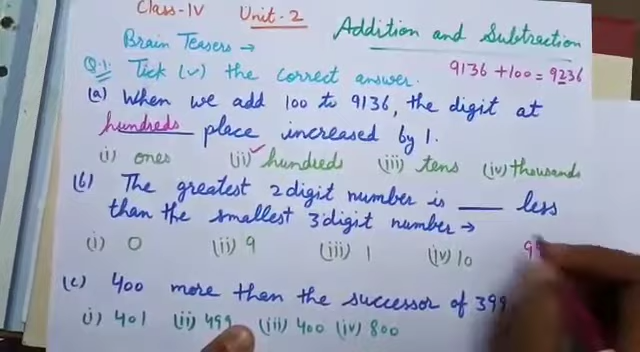 Class-IV Unit-2
Addition and Subtraction
Brain Teasers →
Q.1: Tick (✓) the correct answer.
9136 + 100 = 9236
(a) When we add 100 to 9136, the digit at
hundreds place increased by 1.
(i) ones (ii) hundreds (iii) tens (iv) thousands
(b) The greatest 2 digit number is ___ less
than the smallest 3 digit number →
(i) 0 (ii) 9 (iii) 1 (iv) 10
(c) 400 more than the successor of 399
(i) 401 (ii) 499 (iii) 400 (iv) 800